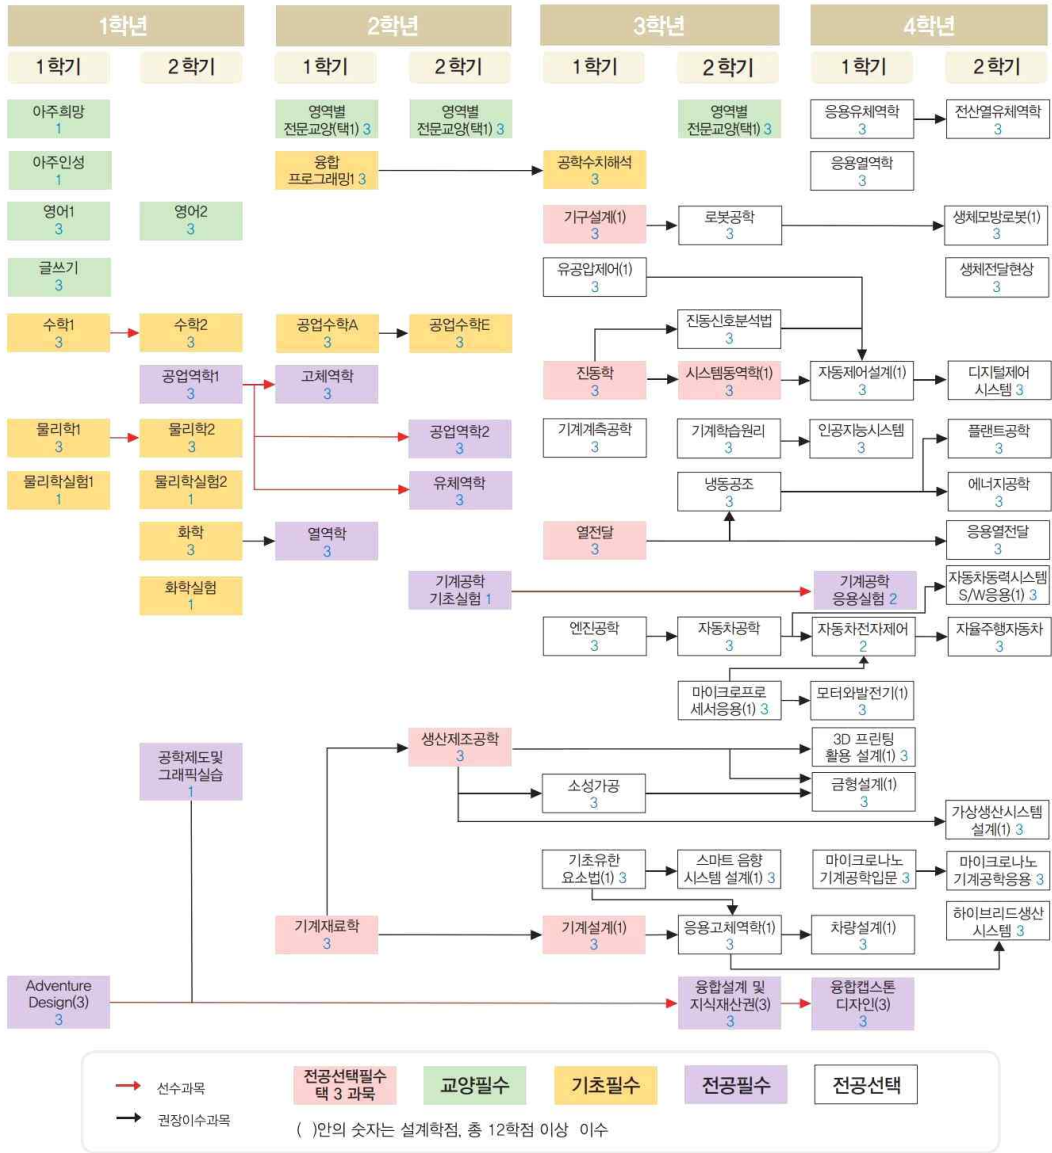 1학년
2학년
3학년
4학년
1학기
2학기
1학기
2학기
1학기
2학기
1학기
2학기
아주희망
1
영역별
전문교양(택1) 3
영역별
전문교양(택1) 3
영역별
전문교양(택1) 3
응용유체역학
3
전산열유체역학
3
아주인성
1
융합
프로그래밍1 3
공학수치해석
3
응용열역학
3
영어1
3
영어2
3
기구설계(1)
3
로봇공학
3
생체모방로봇(1)
3
글쓰기
3
유공압제어(1)
3
생체전달현상
3
수학1
3
수학2
3
공업수학A
3
공업수학E
3
진동신호분석법
3
공업역학1
3
고체역학
3
진동학
3
시스템동역학(1)
3
자동제어설계(1)
3
디지털제어
시스템 3
물리학1
3
물리학2
3
공업역학2
3
기계계측공학
3
기계학습원리
3
인공지능시스템
3
플랜트공학
3
물리학실험1
1
물리학실험2
1
유체역학
3
냉동공조
3
에너지공학
3
화학
3
열역학
3
열전달
3
응용열전달
3
화학실험
1
기계공학
기초실험 1
기계공학
응용실험 2
자동차동력시스템
S/W응용(1) 3
엔진공학
3
자동차공학
3
자동차전자제어
2
자율주행자동차
3
마이크로프로
세서응용(1) 3
모터와발전기(1)
3
공학제도및
그래픽실습
1
생산제조공학
3
3D 프린팅
활용 설계(1) 3
소성가공
3
금형설계(1)
3
가상생산시스템
설계(1) 3
기초유한
요소법(1) 3
스마트 음향
시스템 설계(1) 3
마이크로나노
기계공학입문 3
마이크로나노
기계공학응용 3
기계재료학
3
기계설계(1)
3
응용고체역학(1)
3
차량설계(1)
3
하이브리드생산
시스템 3
Adventure
Design(3)
3
융합설계 및
지식재산권(3)
3
융합캡스톤
디자인(3)
3
선수과목
권장이수과목
전공선택필수
택 3 과목
교양필수
기초필수
전공필수
전공선택
( )안의 숫자는 설계학점, 총 12학점 이상 이수